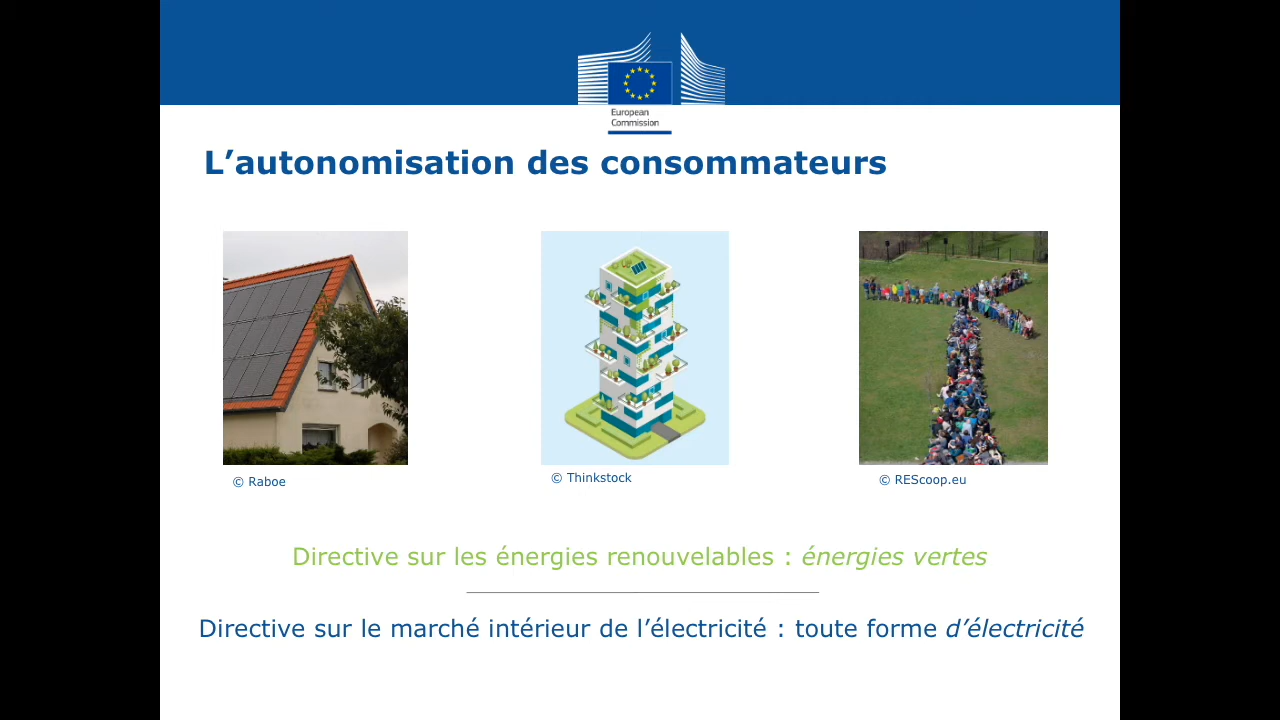 European
Commission
L’autonomisation des consommateurs
© Raboe
© Thinkstock
© REScoop.eu
Directive sur les énergies renouvelables : énergies vertes
Directive sur le marché intérieur de l’électricité : toute forme d’électricité